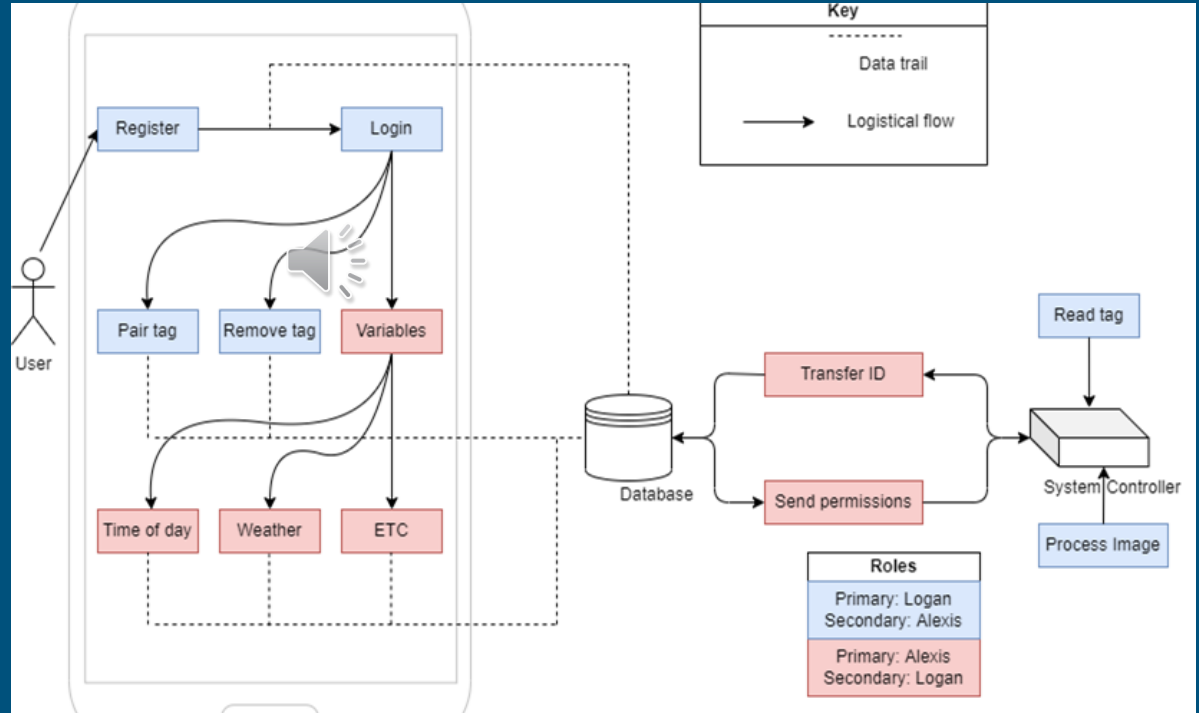 Key
Data trail
Logistical flow
Register
Login
User
Pair tag
Remove tag
Variables
Time of day
Weather
ETC
Database
Transfer ID
Send permissions
Read tag
System Controller
Process Image
Roles
Primary: Logan
Secondary: Alexis
Primary: Alexis
Secondary: Logan